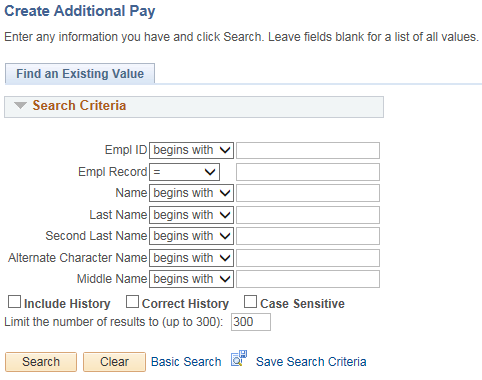 Create Additional Pay
Enter any information you have and click Search. Leave fields blank for a list of all values.
Find an Existing Value
Search Criteria
Empl ID begins with
Empl Record =
Name begins with
Last Name begins with
Second Last Name begins with
Alternate Character Name begins with
Middle Name begins with
Include History Correct History Case Sensitive
Limit the number of results to (up to 300): 300
Search Clear Basic Search Save Search Criteria